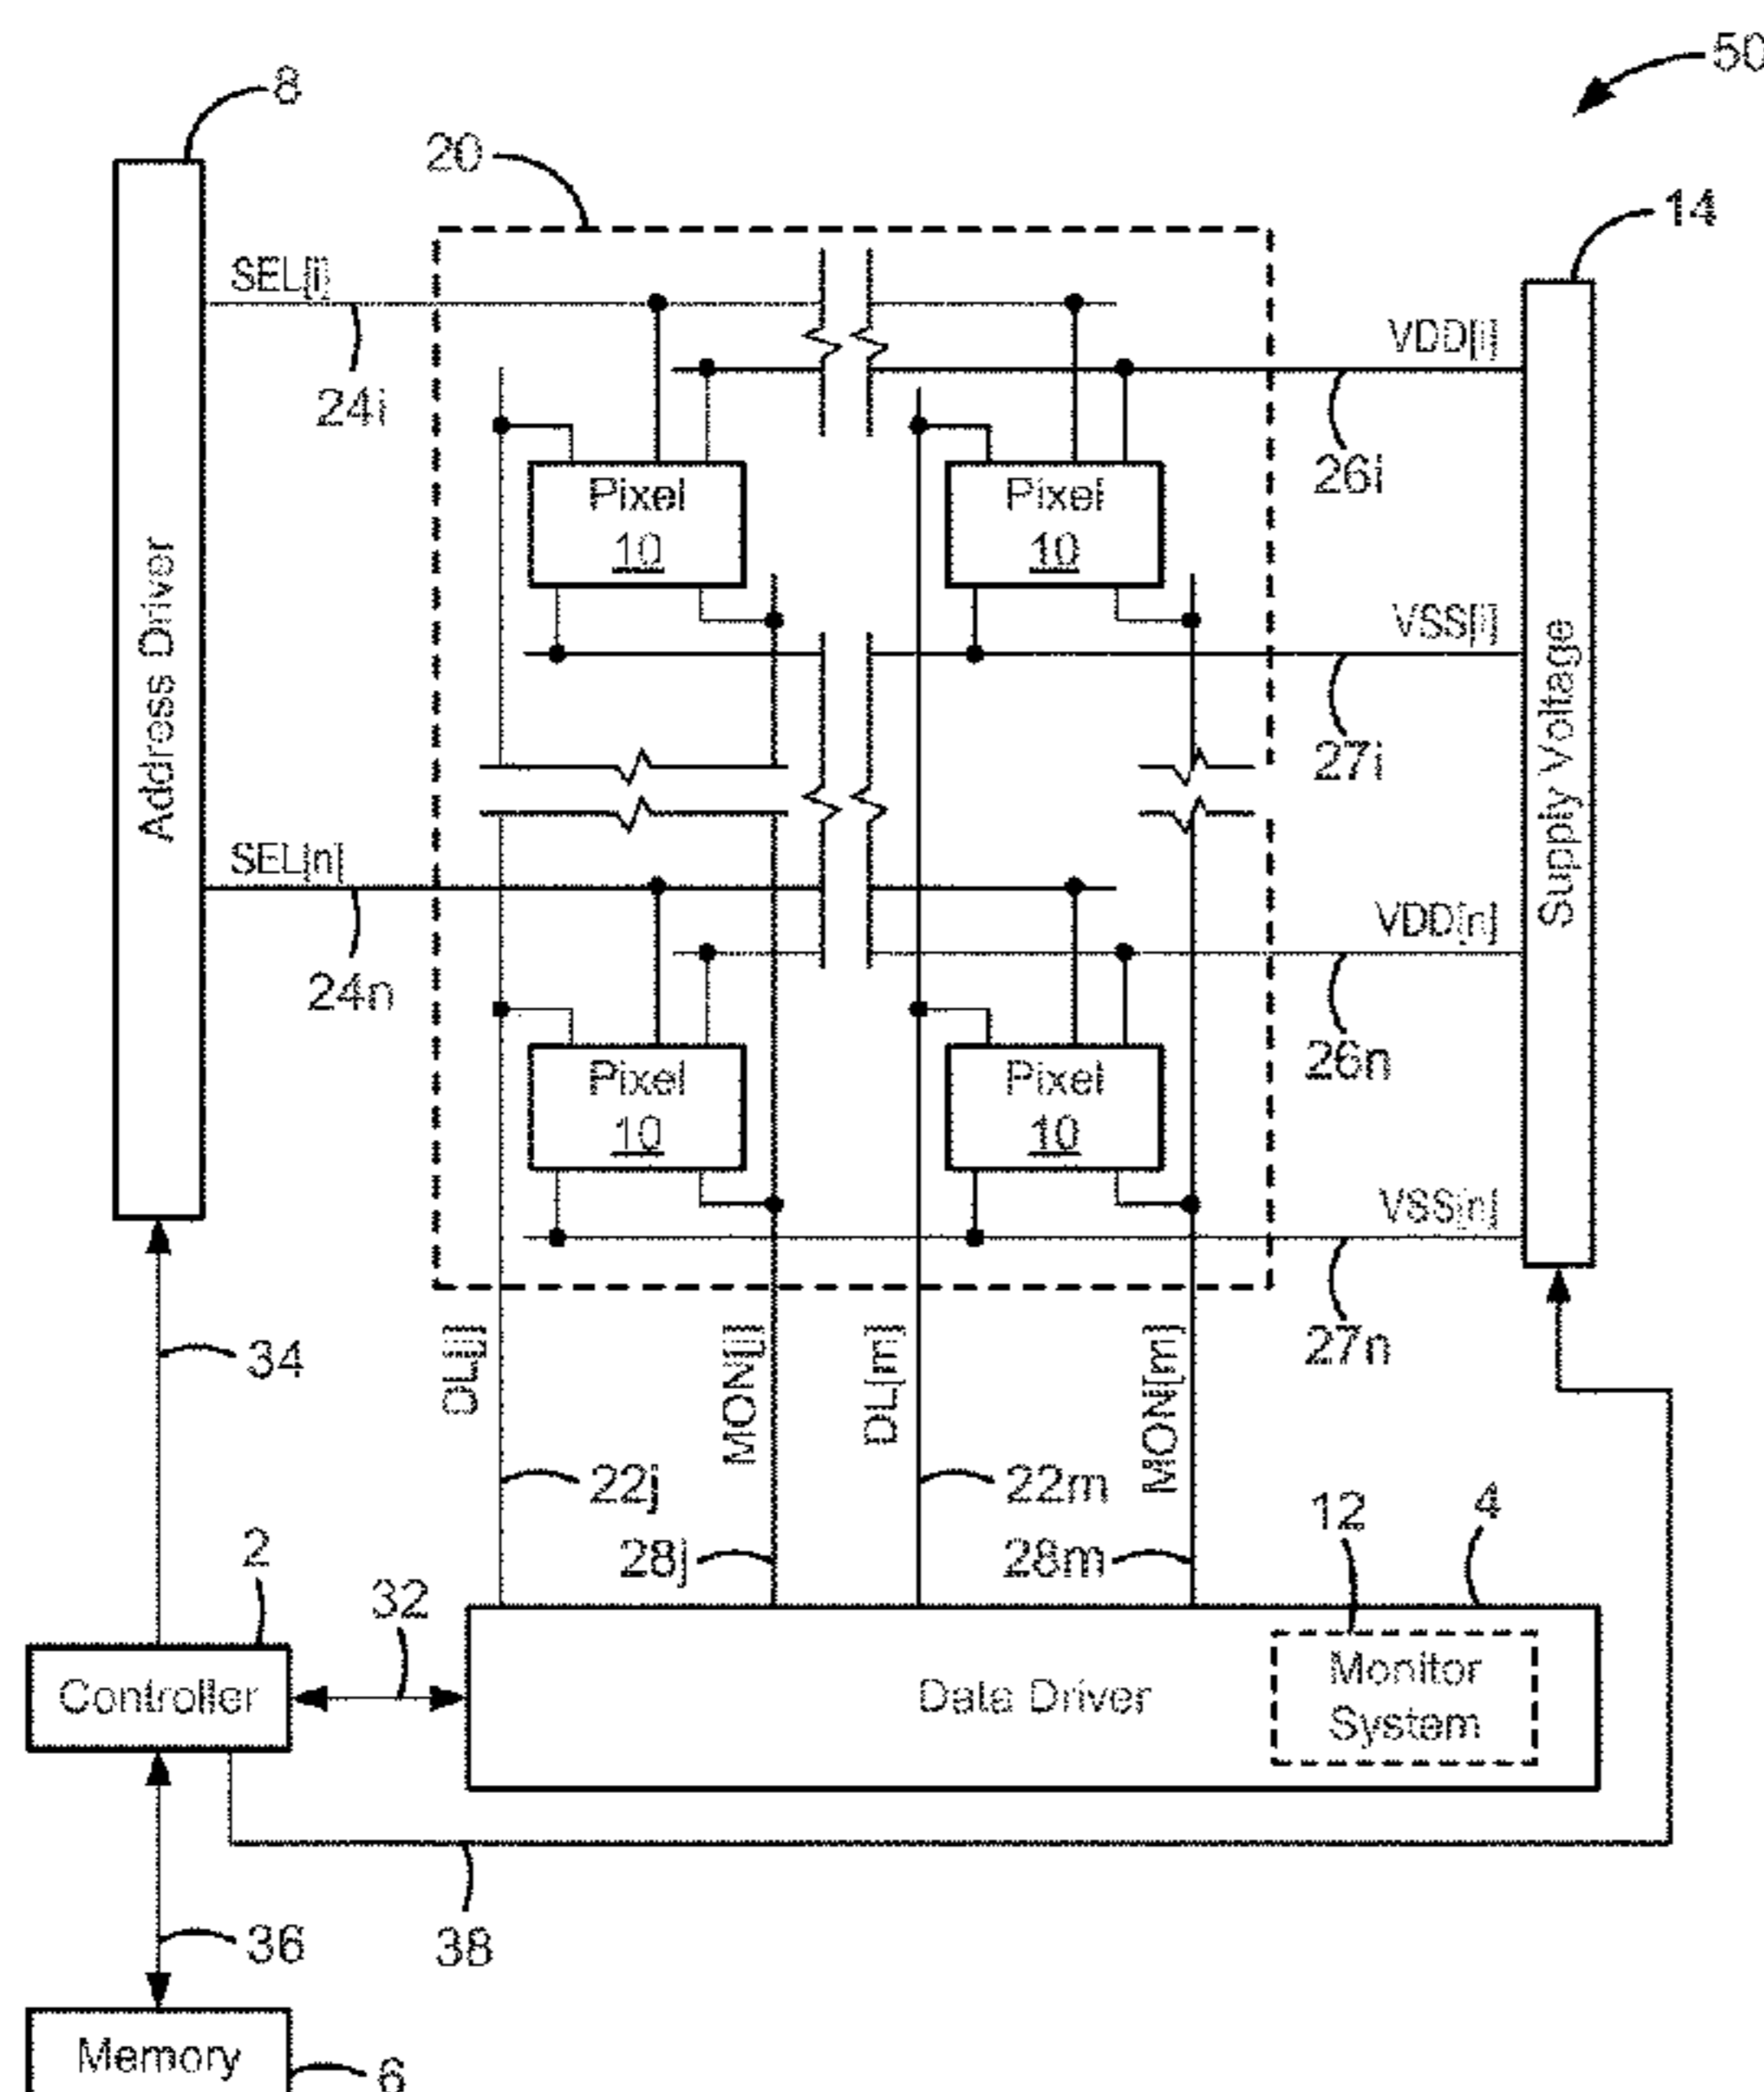 50
8
20
14
SEL[i]
VDD[i]
24i
26i
Pixel
10
Pixel
10
Address Driver
VSS[i]
Supply Voltage
27i
SEL[n]
VDD[n]
24n
26n
Pixel
10
Pixel
10
VSS[n]
27n
34
DL[j]
MON[j]
DL[m]
MON[m]
22j
22m
12
4
28j
28m
2
32
Controller
Data Driver
Monitor
System
36
38
Memory
6